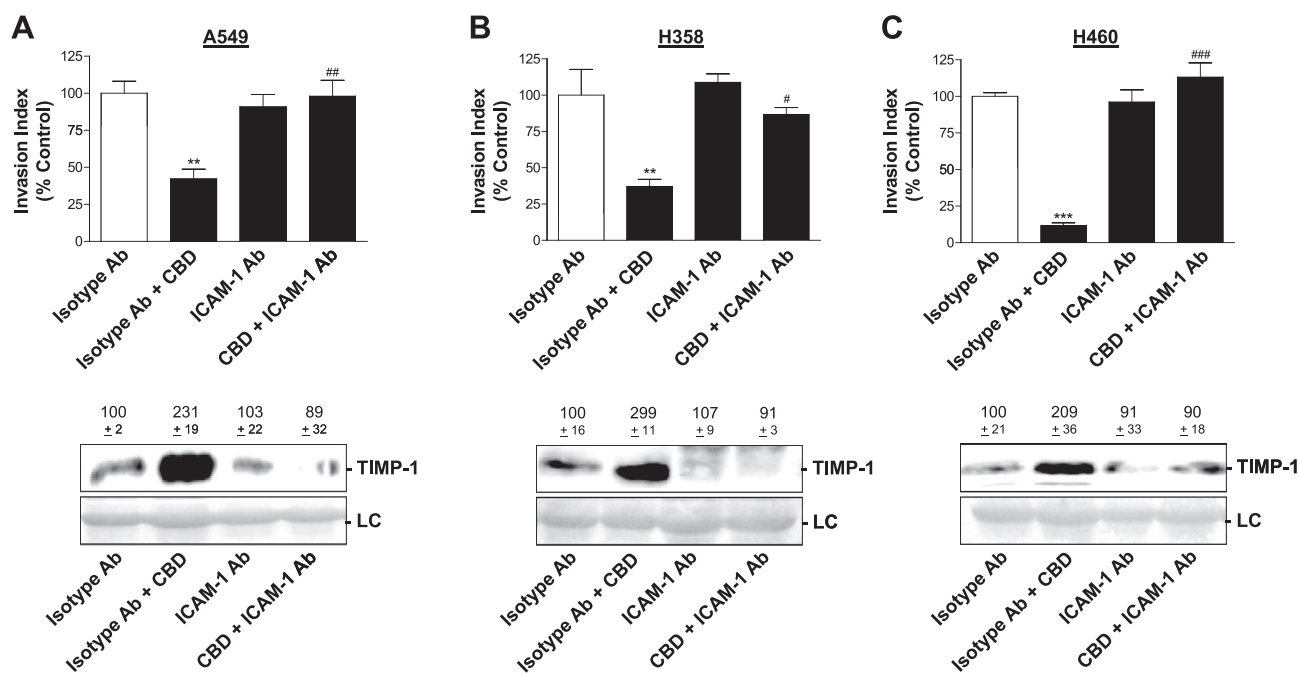 A
A549
Invasion Index
(% Control)
125
100
75
50
25
0
**
##
Isotype Ab
Isotype Ab + CBD
ICAM-1 Ab
CBD + ICAM-1 Ab
100 231 103 89
± 2 ± 19 ± 22 ± 32
TIMP-1
LC
Isotype Ab
Isotype Ab + CBD
ICAM-1 Ab
CBD + ICAM-1 Ab
B
H358
Invasion Index
(% Control)
125
100
75
50
25
0
**
#
Isotype Ab
Isotype Ab + CBD
ICAM-1 Ab
CBD + ICAM-1 Ab
100 299 107 91
± 16 ± 11 ± 9 ± 3
TIMP-1
LC
Isotype Ab
Isotype Ab + CBD
ICAM-1 Ab
CBD + ICAM-1 Ab
C
H460
Invasion Index
(% Control)
125
100
75
50
25
0
***
###
Isotype Ab
Isotype Ab + CBD
ICAM-1 Ab
CBD + ICAM-1 Ab
100 209 91 90
± 21 ± 36 ± 33 ± 18
TIMP-1
LC
Isotype Ab
Isotype Ab + CBD
ICAM-1 Ab
CBD + ICAM-1 Ab